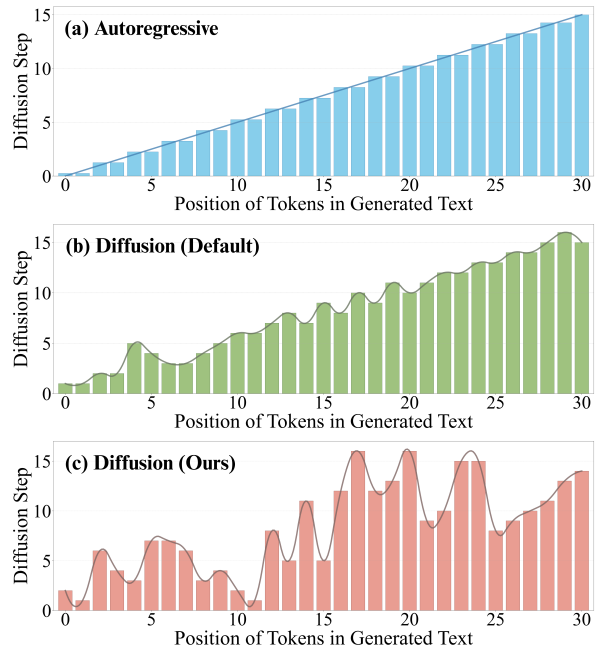 (a) Autoregressive
Diffusion Step
15
10
5
0
0 5 10 15 20 25 30
Position of Tokens in Generated Text
(b) Diffusion (Default)
Diffusion Step
15
10
5
0
0 5 10 15 20 25 30
Position of Tokens in Generated Text
(c) Diffusion (Ours)
Diffusion Step
15
10
5
0
0 5 10 15 20 25 30
Position of Tokens in Generated Text